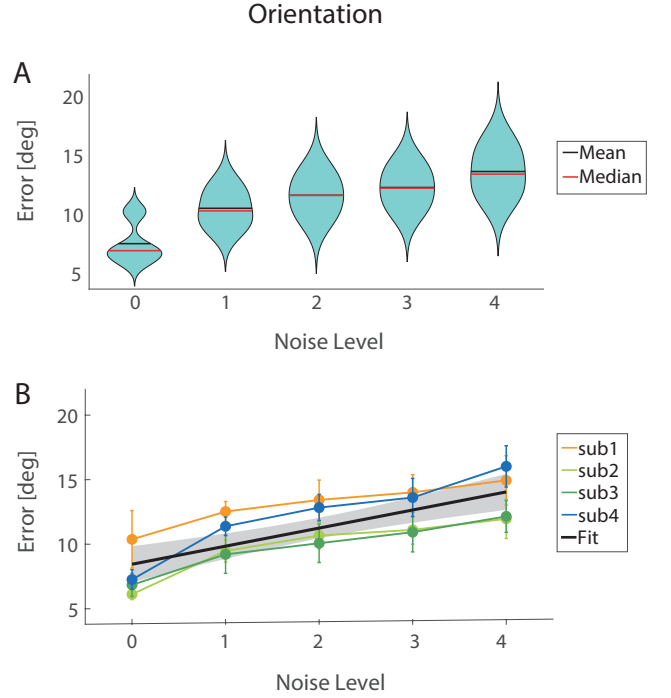 Orientation
A
20
15
10
5
Error [deg]
0 1 2 3 4
Noise Level
Mean
Median
B
20
15
10
5
Error [deg]
0 1 2 3 4
Noise Level
sub1
sub2
sub3
sub4
Fit